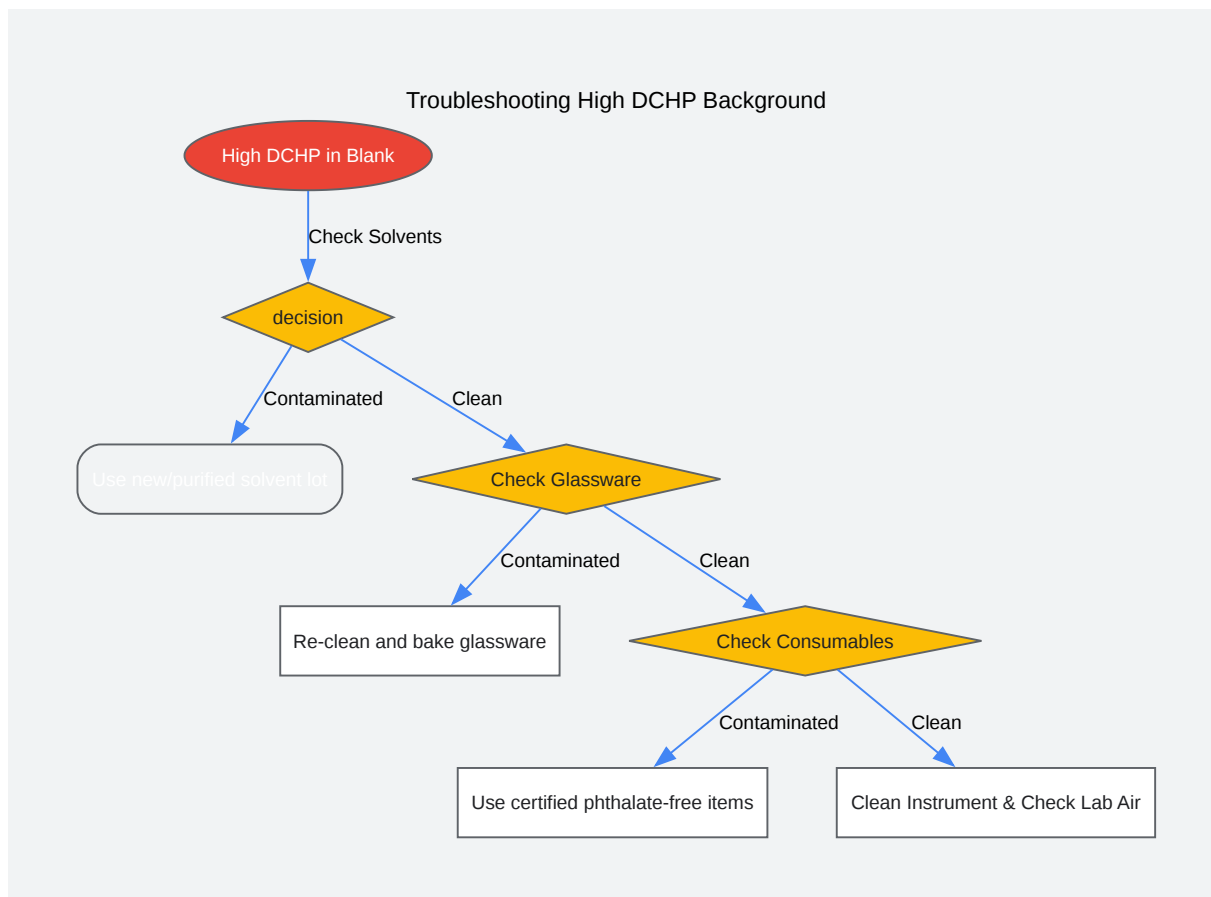 Troubleshooting High DCHP Background
High DCHP in Blank
Check Solvents
decision
Contaminated
Clean
Use new/purified solvent lot
Check Glassware
Contaminated
Clean
Re-clean and bake glassware
Check Consumables
Contaminated
Clean
Use certified phthalate-free items
Clean Instrument & Check Lab Air